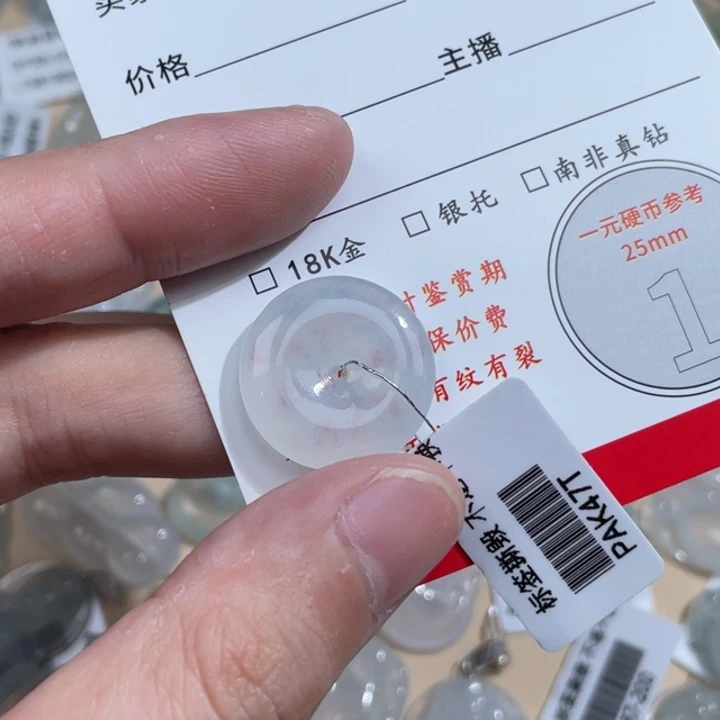 价格
主播
□ 18K金 □ 银托 □ 南非真钻
鉴赏期
保价费
有纹有裂
一元硬币参考
25mm
1
标签撕毁 不
PAK47T